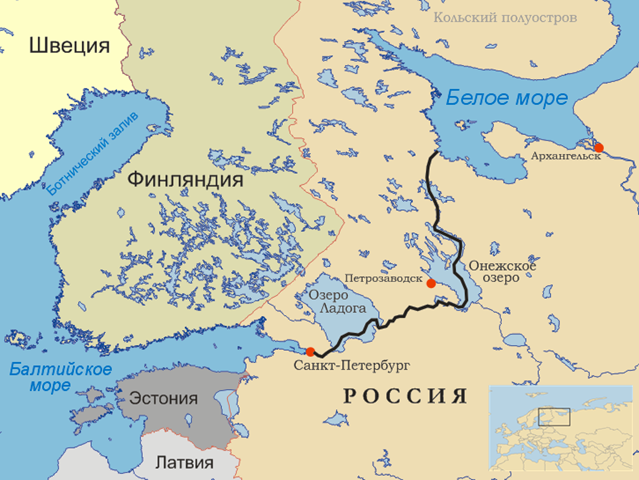 Кольский полуостров
Швеция
Белое море
Ботнический залив
Архангельск
Финляндия
Онежское
озеро
Петрозаводск
Озеро
Ладога
Санкт-Петербург
Балтийское
море
РОССИЯ
Эстония
Латвия